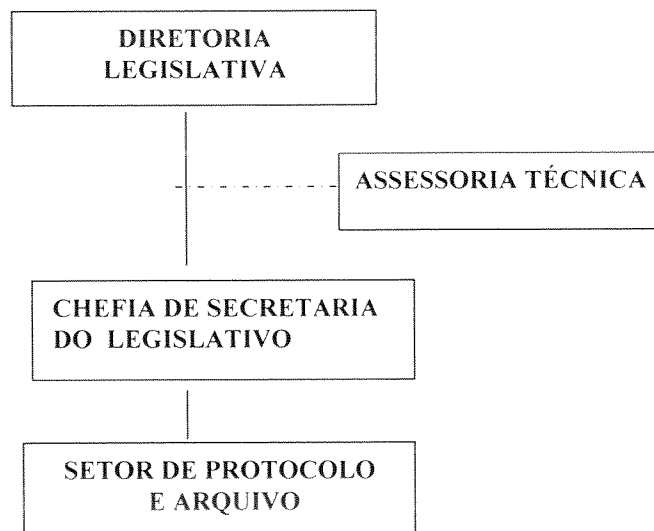 DIRETORIA
LEGISLATIVA
ASSESSORIA TÉCNICA
CHEFIA DE SECRETARIA
DO LEGISLATIVO
SETOR DE PROTOCOLO
E ARQUIVO